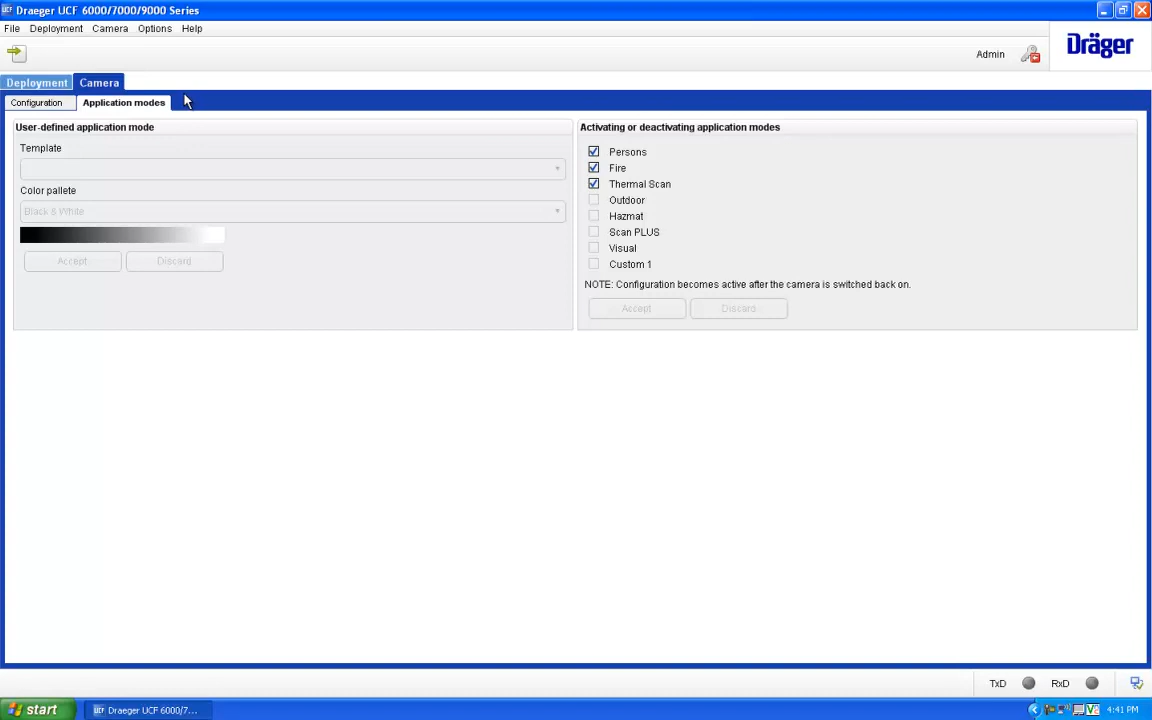 Draeger UCF 6000/7000/9000 Series
File Deployment Camera Options Help
Admin
Dräger
Deployment Camera
Configuration Application modes
User-defined application mode
Template
Color pallete
Black & White
Accept Discard
Activating or deactivating application modes
Persons
Fire
Thermal Scan
Outdoor
Hazmat
Scan PLUS
Visual
Custom 1
NOTE: Configuration becomes active after the camera is switched back on.
Accept Discard
TxD RxD
start
UCF Draeger UCF 6000/7...
4:41 PM